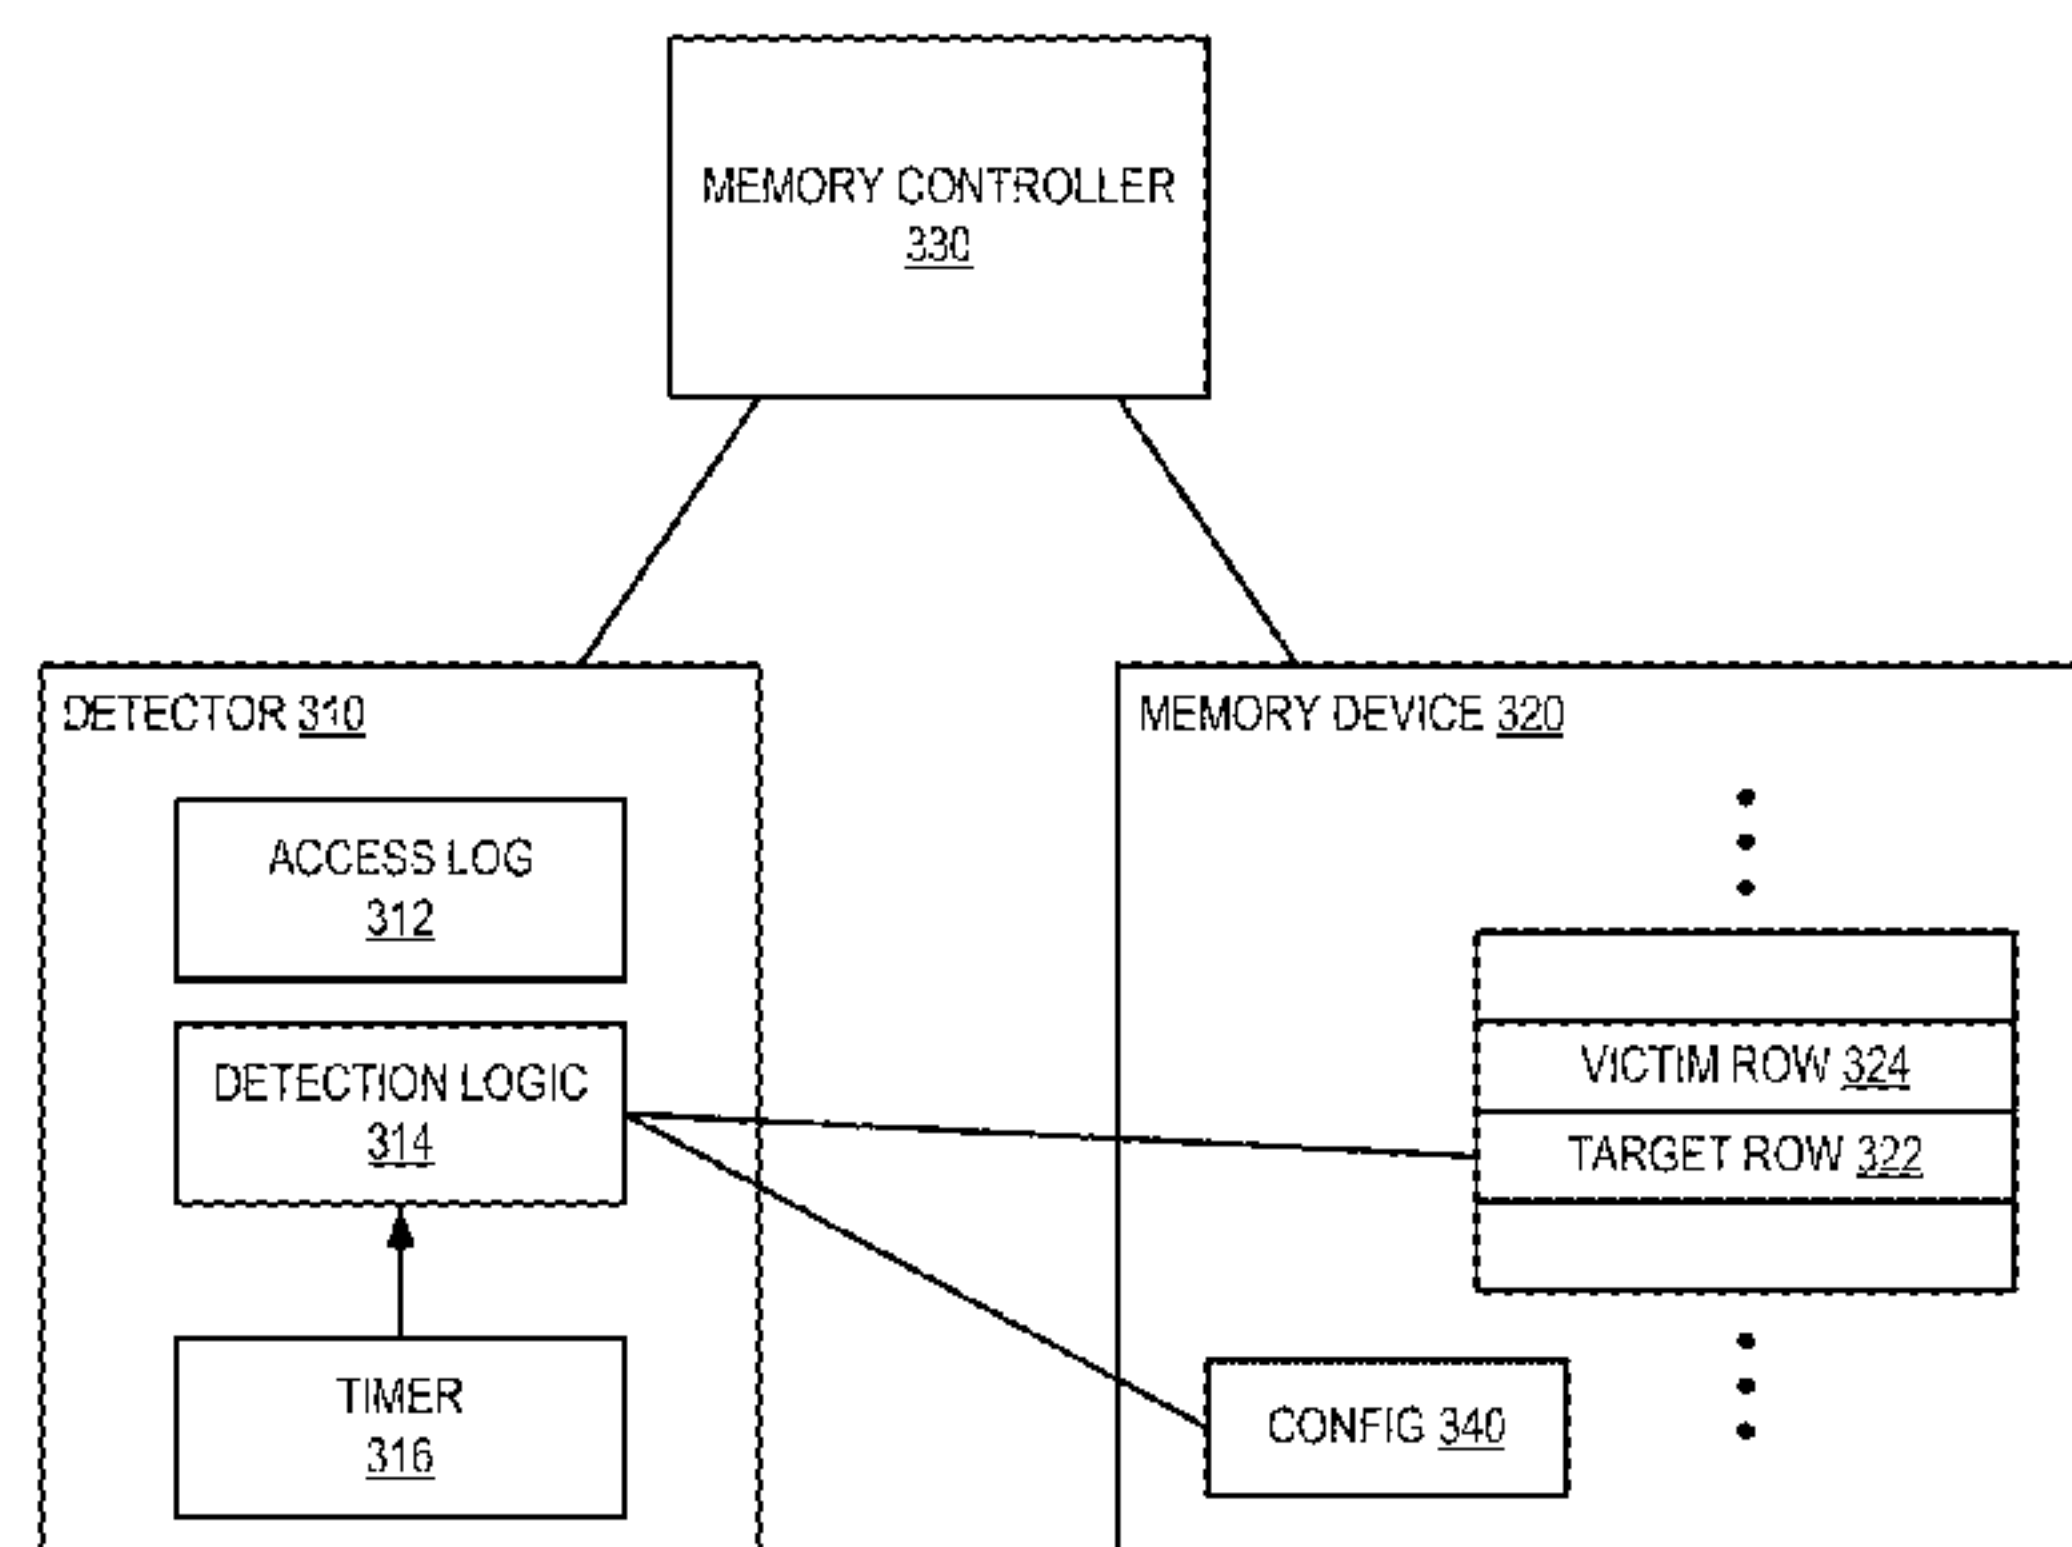 MEMORY CONTROLLER
330
DETECTOR 310
ACCESS LOG
312
DETECTION LOGIC
314
TIMER
316
MEMORY DEVICE 320
VICTIM ROW 324
TARGET ROW 322
CONFIG 340